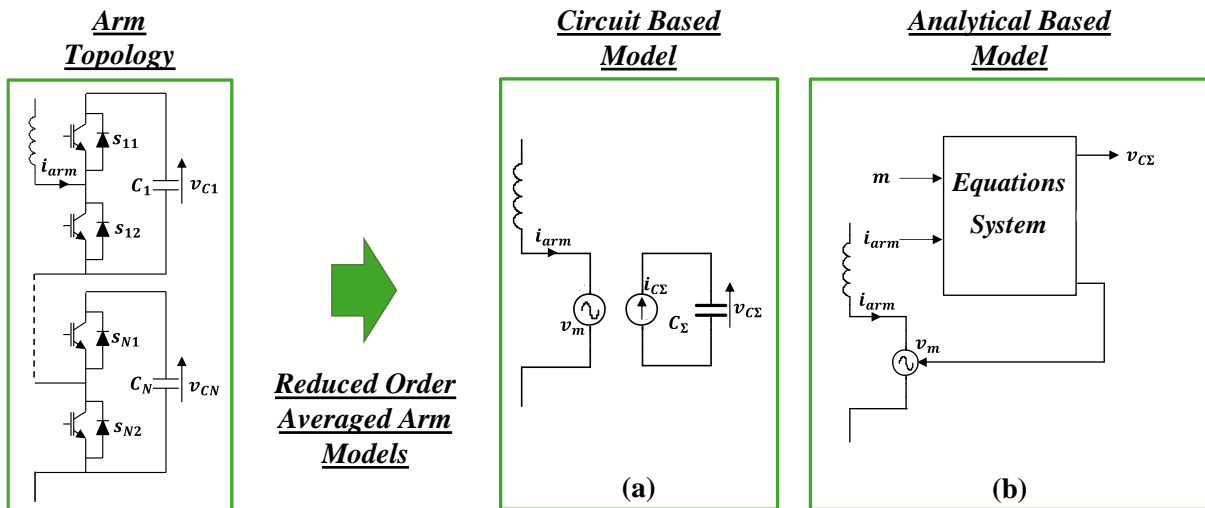 Arm
Topology
s11
iarm
C1
vC1
s12
sN1
CN
vCN
sN2
Reduced Order
Averaged Arm
Models
Circuit Based
Model
iarm
vm
iCΣ
CΣ
vCΣ
(a)
Analytical Based
Model
m
iarm
Equations
System
vCΣ
iarm
vm
(b)